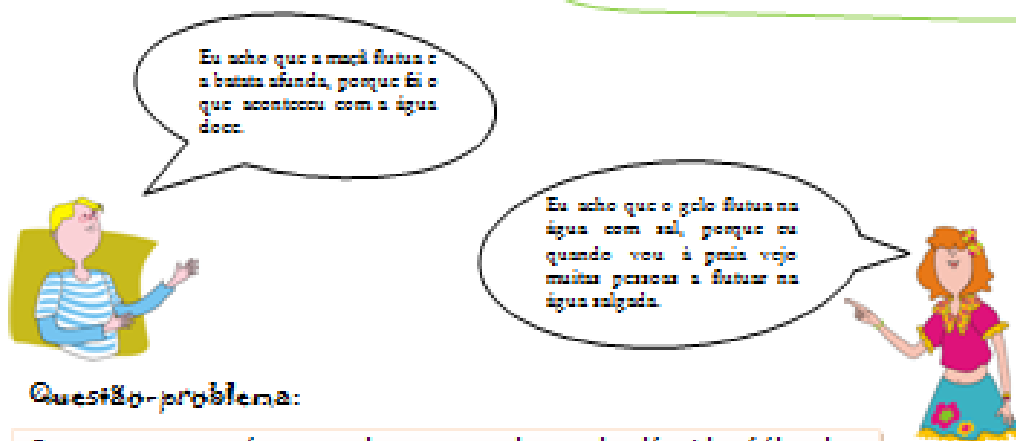 Eu acho que a maçã flutua e
a batata afunda, porque foi o
que aconteceu com a água
doce.
Eu acho que o gelo flutua na
água com sal, porque eu
quando vou à praia vejo
muitas pessoas a flutuar na
água salgada.
Questão-problema: